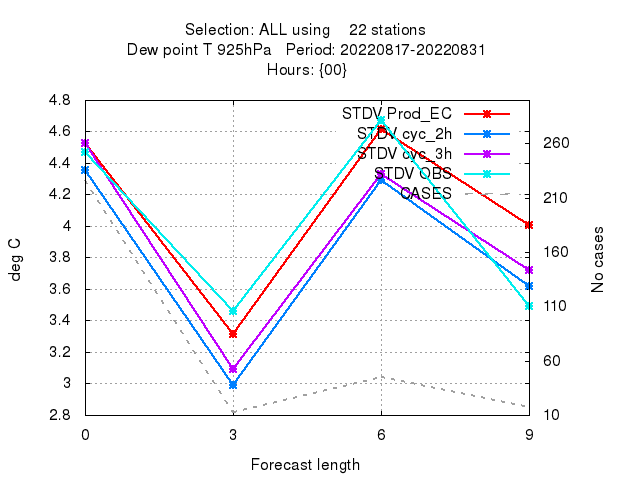 Selection: ALL using 22 stations
Dew point T 925hPa Period: 20220817-20220831
Hours: {00}
STDV Prod_EC
STDV cyc_2h
STDV cyc_3h
STDV OBS
CASES
4.8
4.6
4.4
4.2
4
3.8
3.6
3.4
3.2
3
2.8
260
210
160
110
60
10
deg C
No cases
0 3 6 9
Forecast length